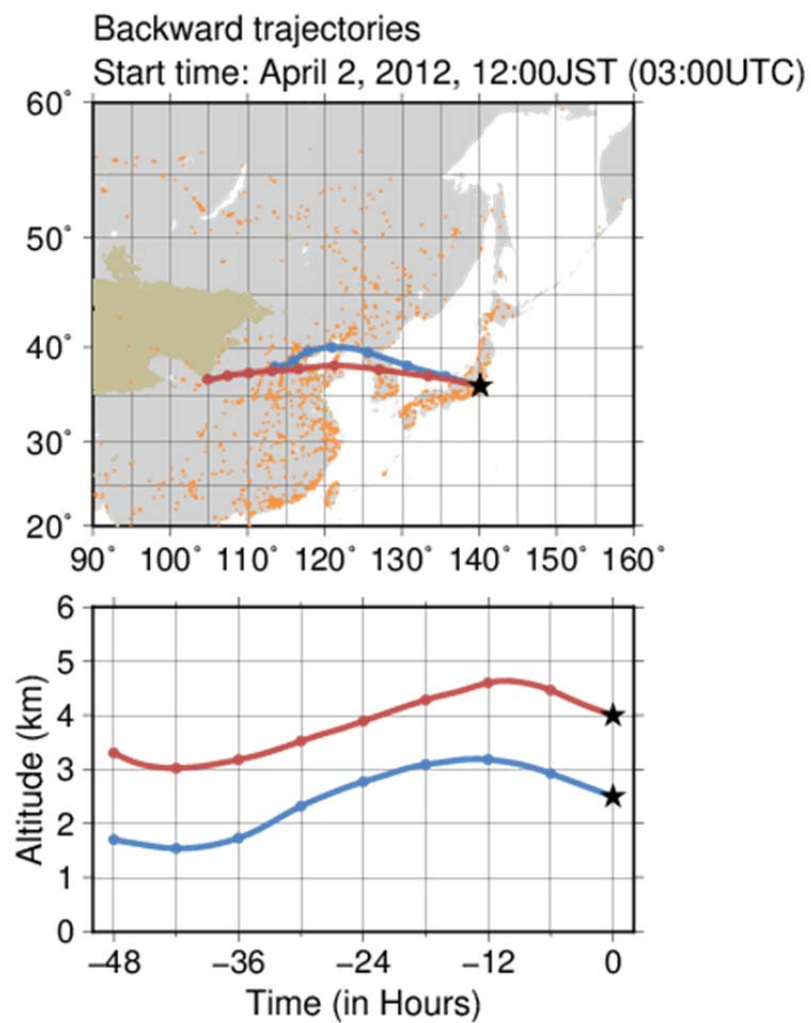 Backward trajectories
Start time: April 2, 2012, 12:00JST (03:00UTC)
60°
50°
40°
30°
20°
90° 100° 110° 120° 130° 140° 150° 160°
6
5
4
3
2
1
0
Altitude (km)
−48 −36 −24 −12 0
Time (in Hours)